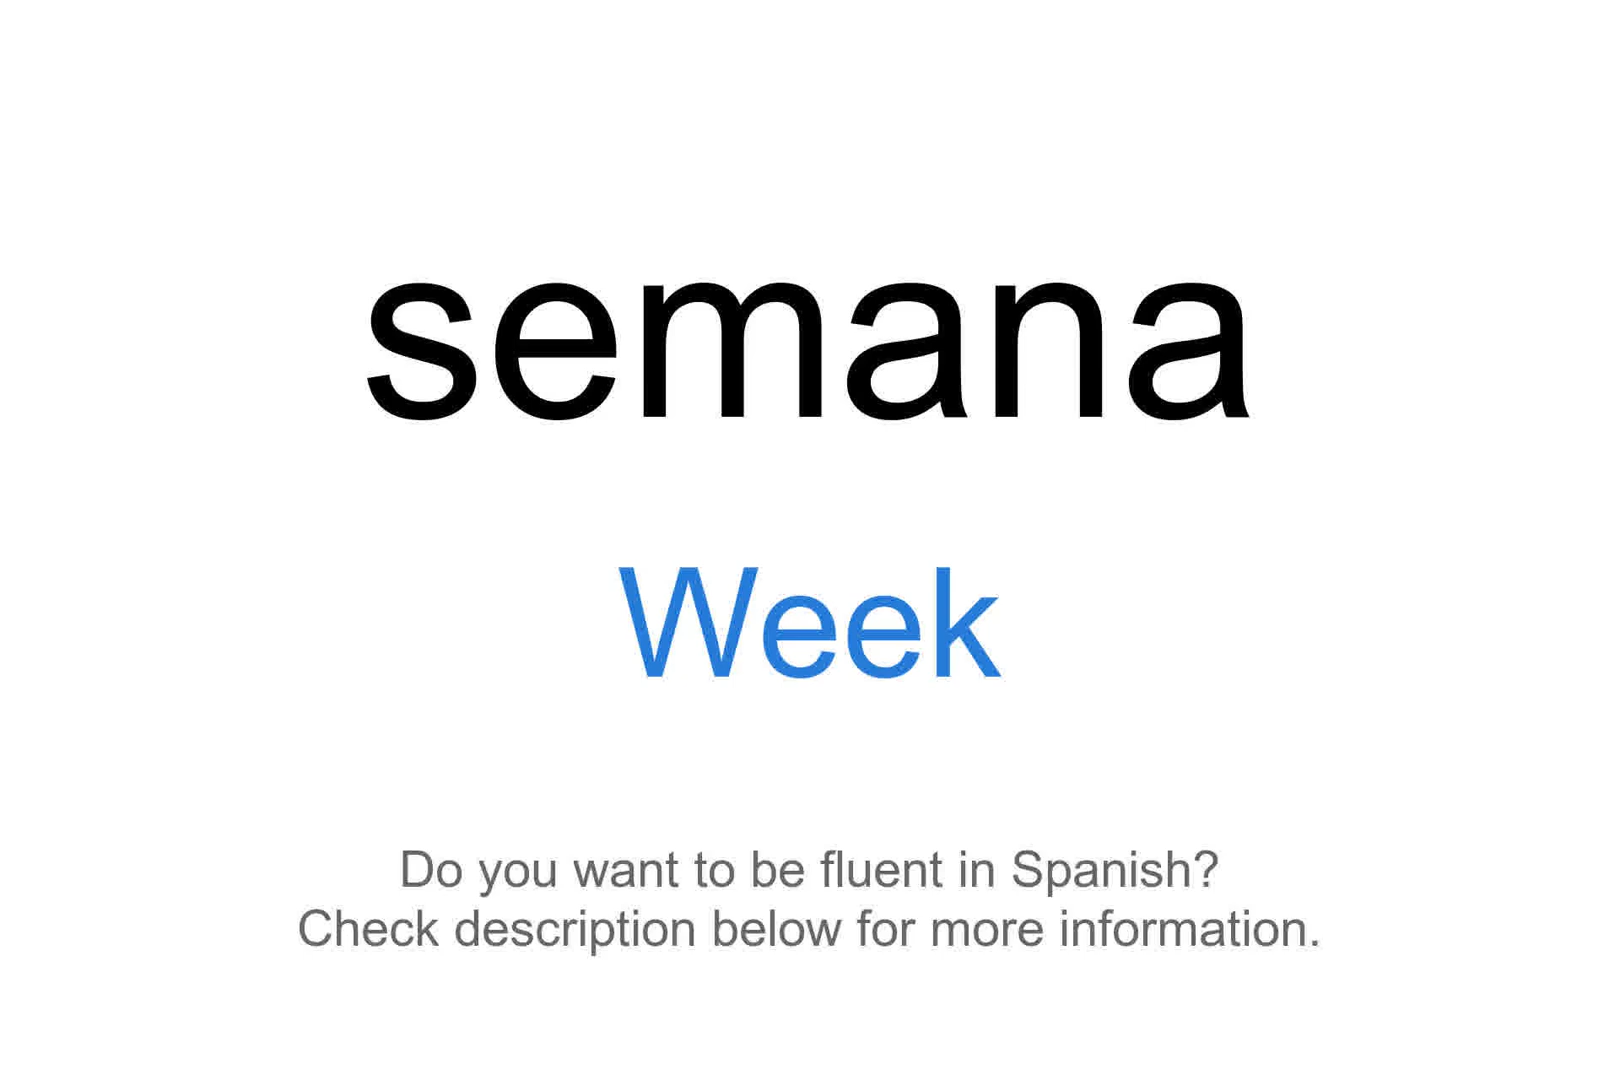 semana
Week
Do you want to be fluent in Spanish?
Check description below for more information.